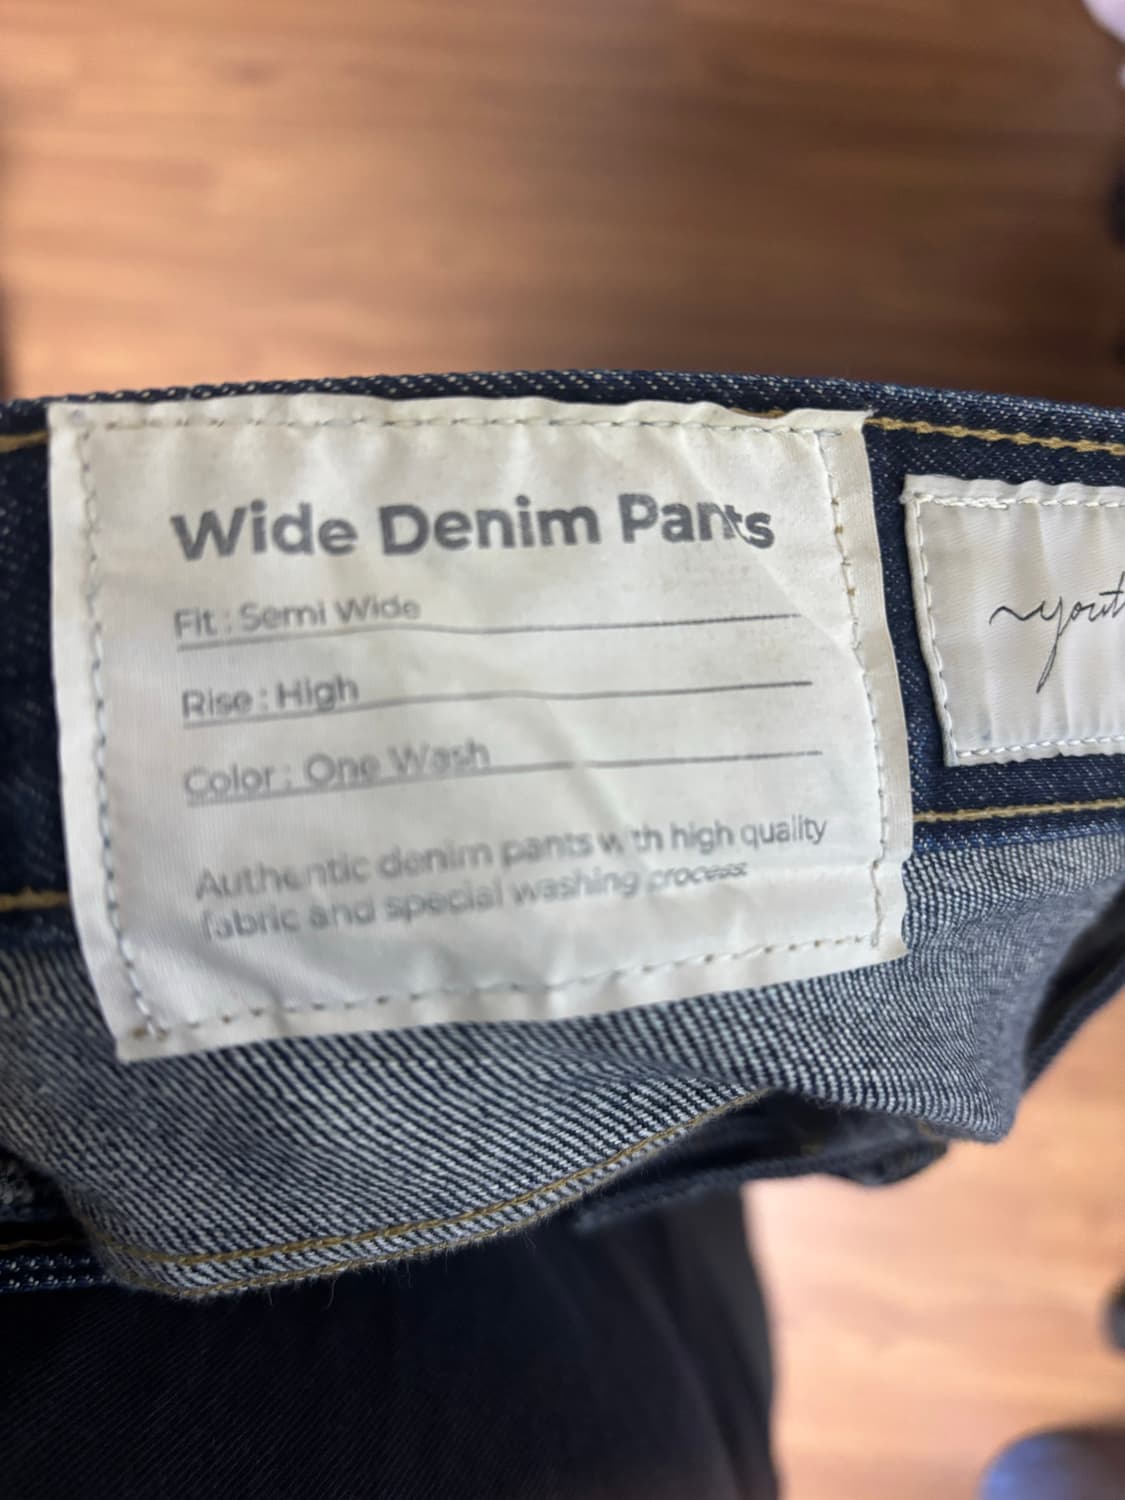 Wide Denim Pants
Fit : Semi Wide
Rise : High
Color : One Wash
Authentic denim pants with high quality
fabric and special washing process
~yout